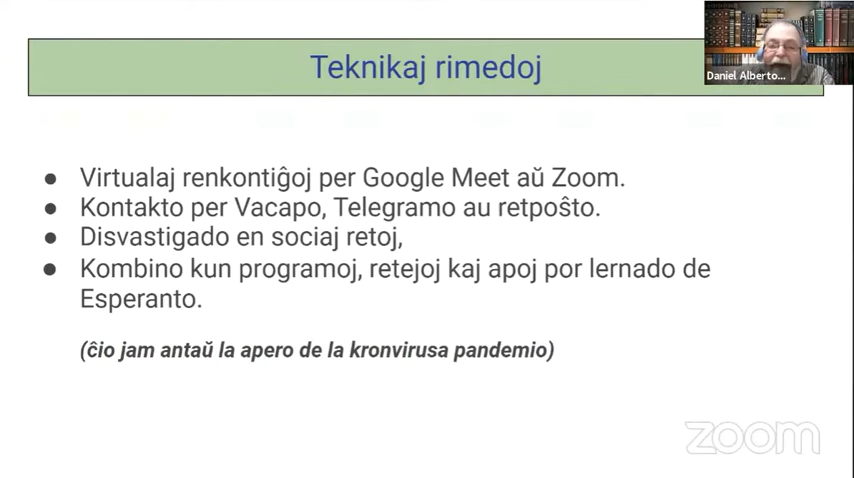 Teknikaj rimedoj
Daniel Alberto...
● Virtualaj renkontiĝoj per Google Meet aŭ Zoom.
● Kontakto per Vacapo, Telegramo au retpoŝto.
● Disvastigado en sociaj retoj,
● Kombino kun programoj, retejoj kaj apoj por lernado de
Esperanto.
(ĉio jam antaŭ la apero de la kronvirusa pandemio)
zoom